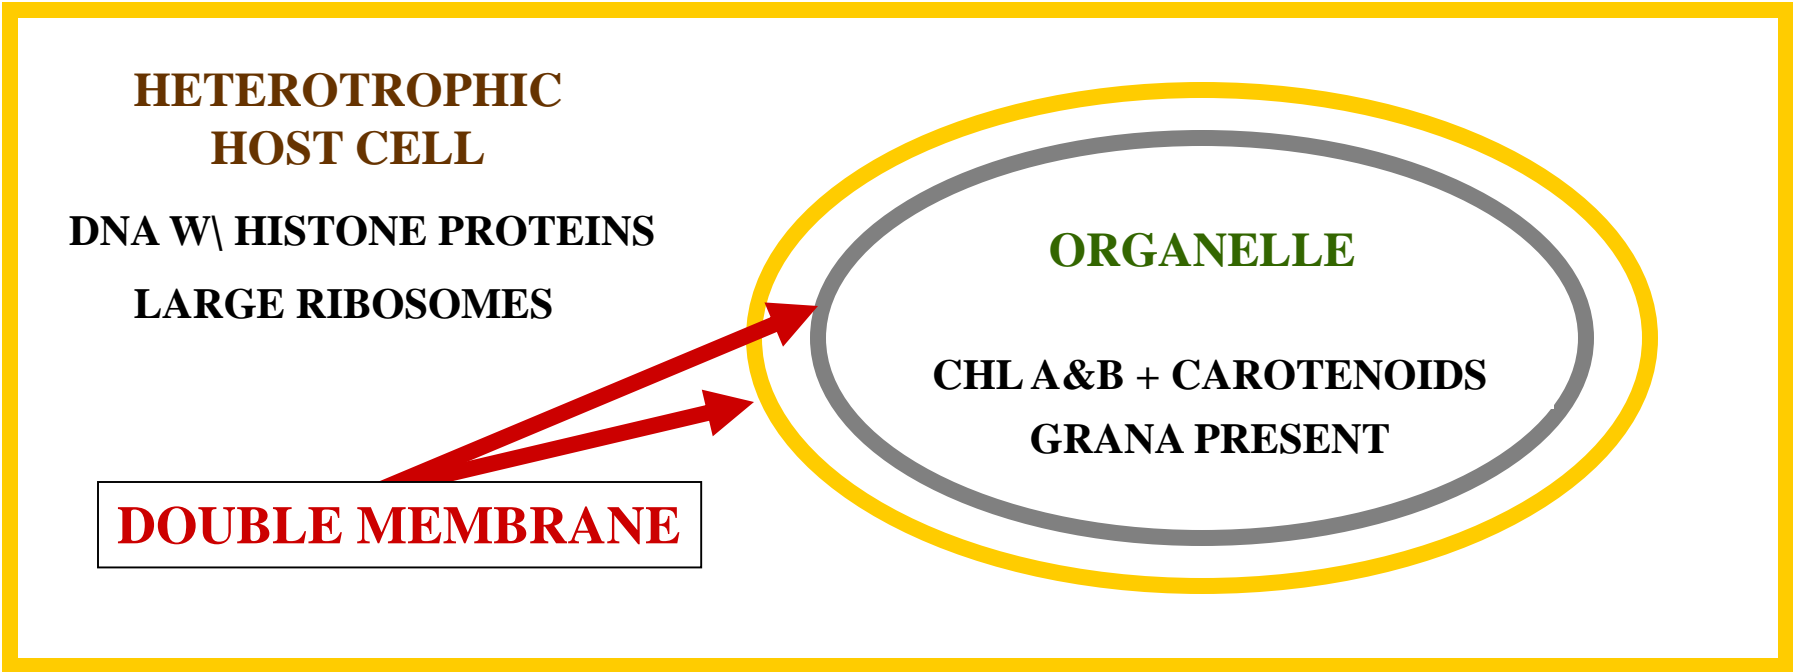 HETEROTROPHIC
HOST CELL
DNA W\ HISTONE PROTEINS
LARGE RIBOSOMES
DOUBLE MEMBRANE
ORGANELLE
CHL A&B + CAROTENOIDS
GRANA PRESENT